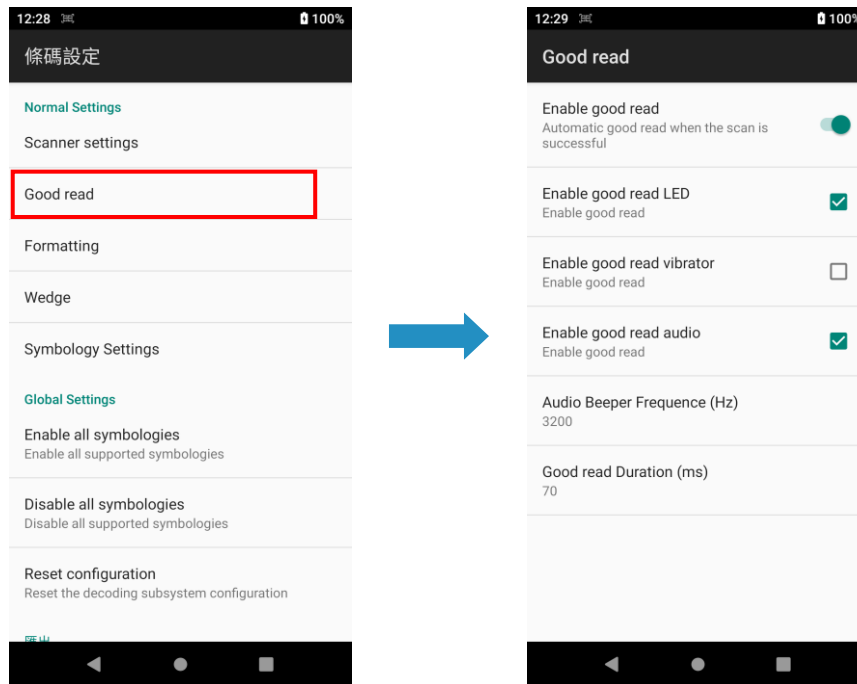 12:28
100%
條碼設定
Normal Settings
Scanner settings
Good read
Formatting
Wedge
Symbology Settings
Global Settings
Enable all symbologies
Enable all supported symbologies
Disable all symbologies
Disable all supported symbologies
Reset configuration
Reset the decoding subsystem configuration
匯出
12:29
100%
Good read
Enable good read
Automatic good read when the scan is
successful
Enable good read LED
Enable good read
Enable good read vibrator
Enable good read
Enable good read audio
Enable good read
Audio Beeper Frequence (Hz)
3200
Good read Duration (ms)
70